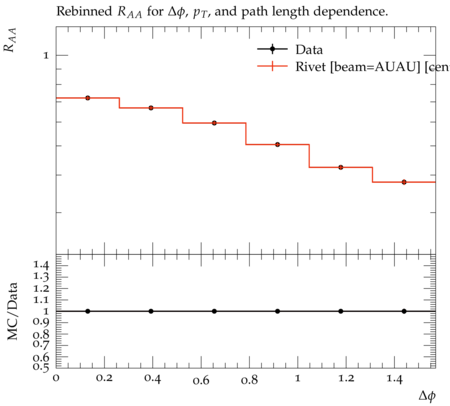 Rebinned R_AA for Δϕ, p_T, and path length dependence.
R_AA
1
Data
Rivet [beam=AUAU] [cen
MC/Data
1.4
1.3
1.2
1.1
1
0.9
0.8
0.7
0.6
0.5
0 0.2 0.4 0.6 0.8 1 1.2 1.4
Δϕ